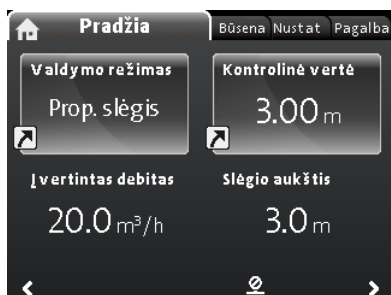 Pradžia Būsena Nustat Pagalba
Valdymo režimas
Prop. slėgis
Kontrolinė vertė
3.00 m
Įvertintas debitas
20.0 m³/h
Slėgio aukštis
3.0 m